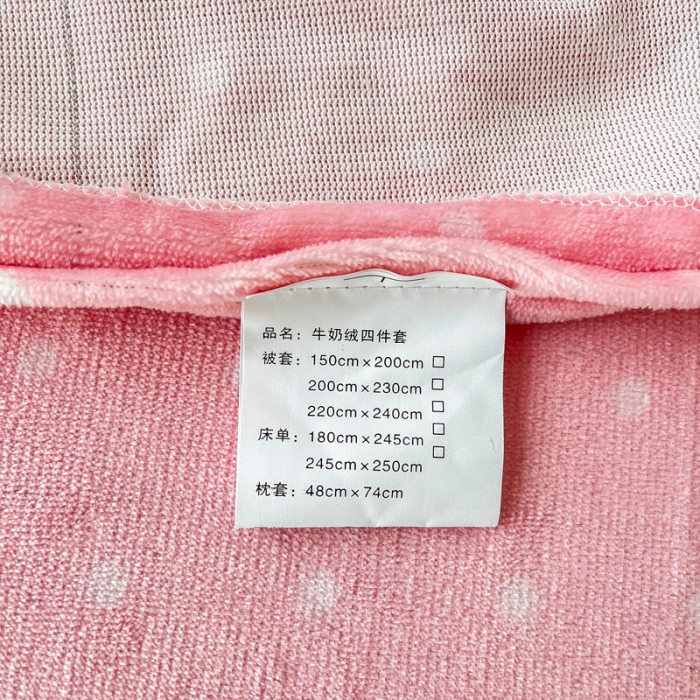 品名：牛奶绒四件套
被套：150cm×200cm □
200cm×230cm □
220cm×240cm □
床单：180cm×245cm □
245cm×250cm □
枕套：48cm×74cm